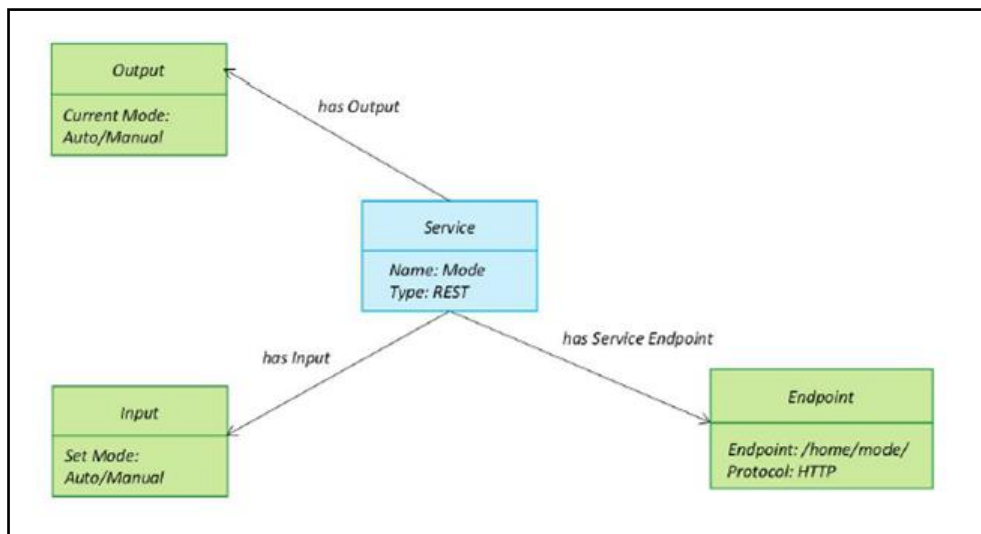 Output
Current Mode:
Auto/Manual
has Output
Service
Name: Mode
Type: REST
has Input
has Service Endpoint
Input
Set Mode:
Auto/Manual
Endpoint
Endpoint: /home/mode/
Protocol: HTTP